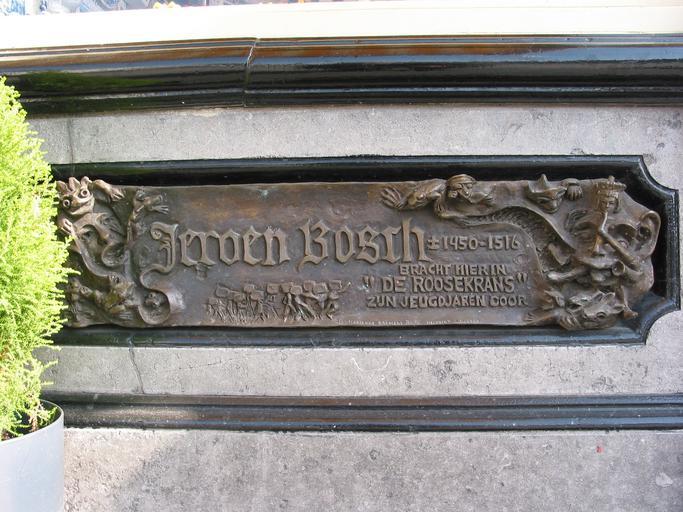 Jeroen Bosch ± 1450-1516
BRACHT HIER IN
"DE ROOSEKRANS"
ZIJN JEUGDJAREN DOOR